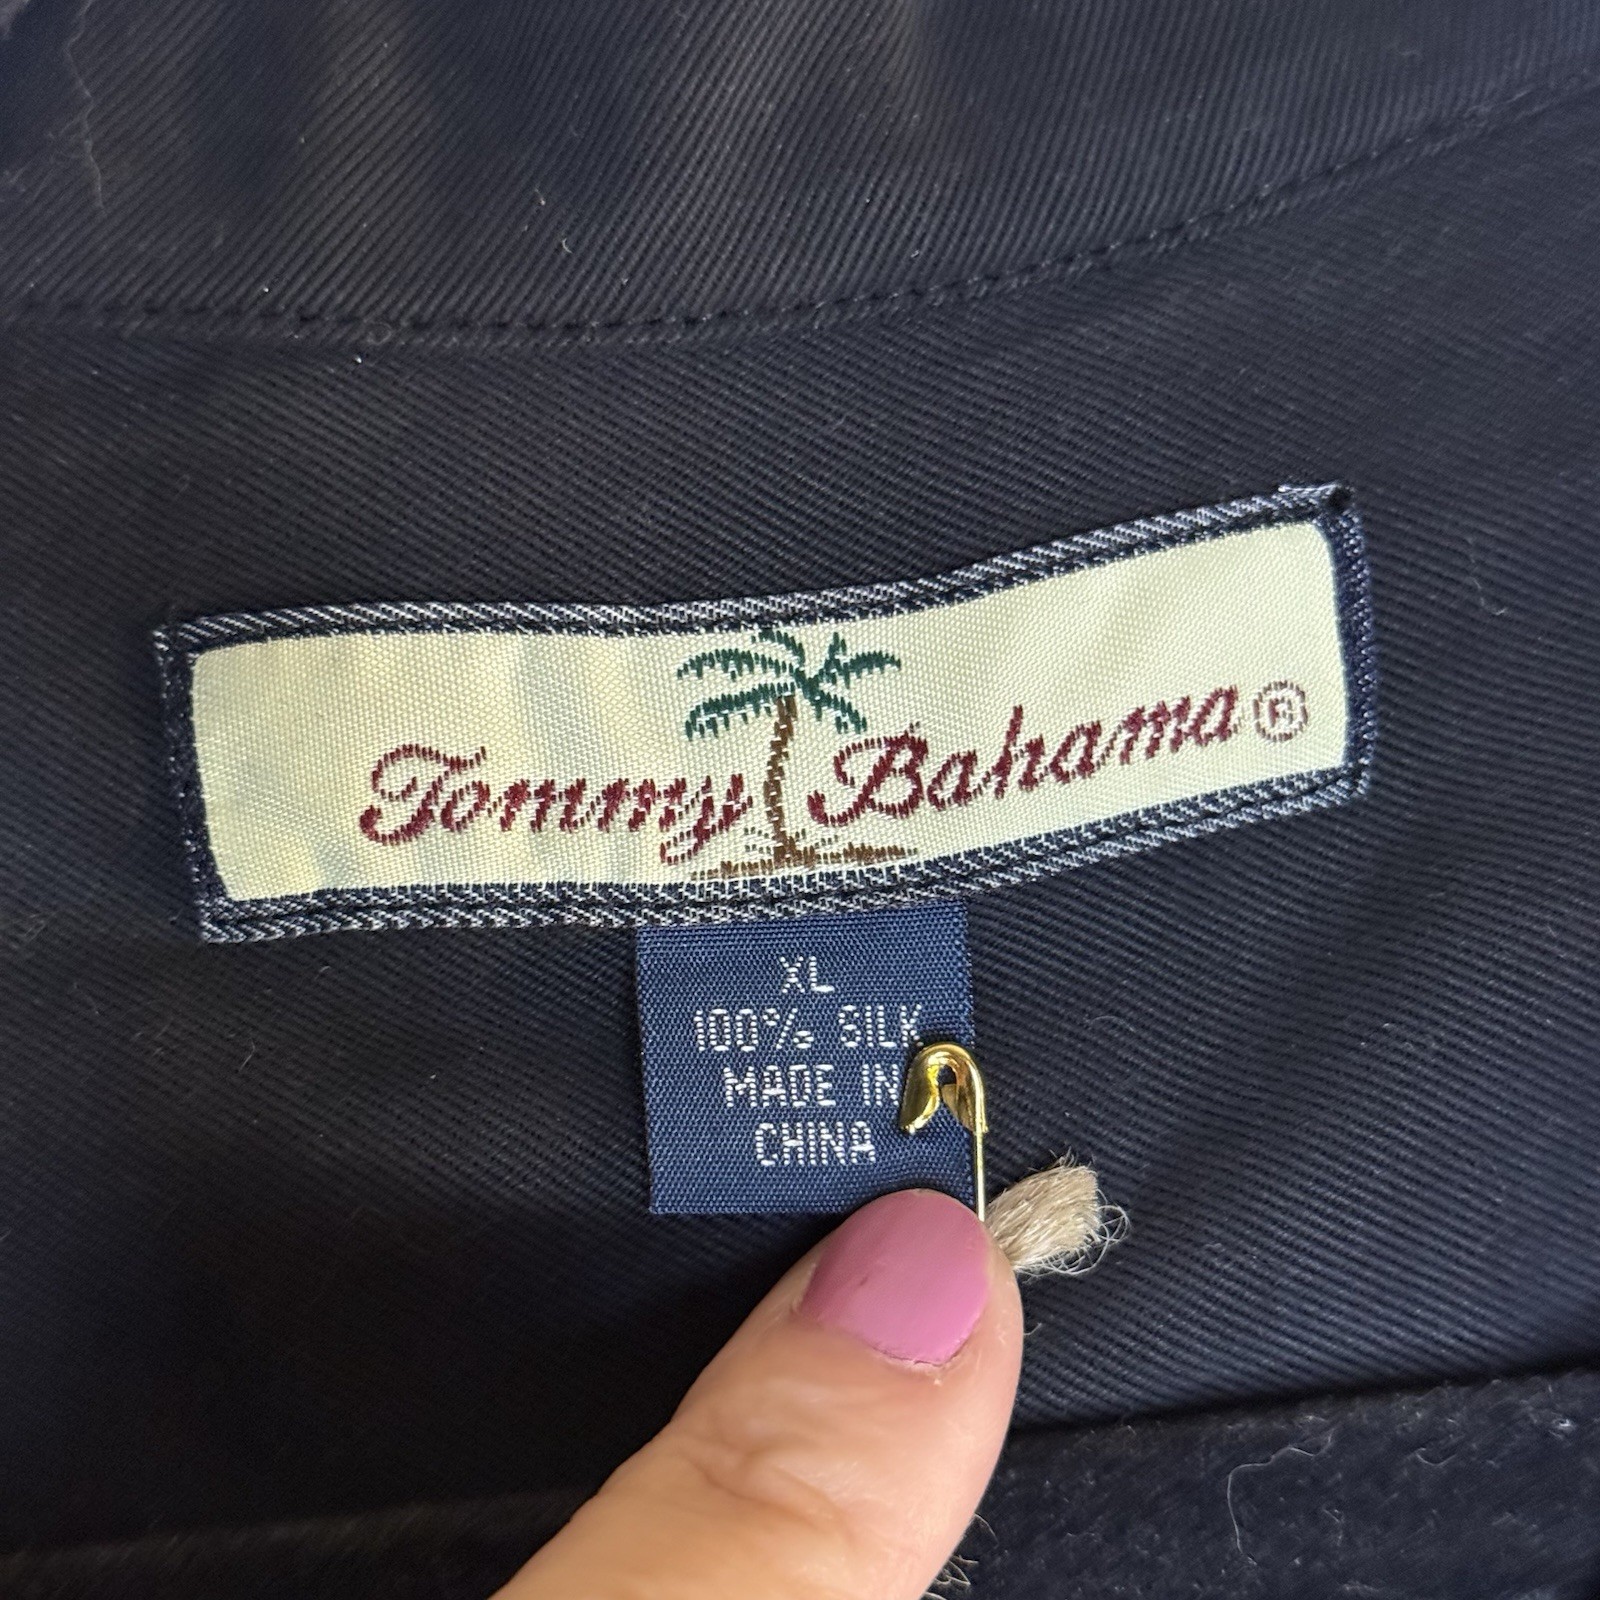 Tommy Bahama®
XL
100% SILK
MADE IN
CHINA